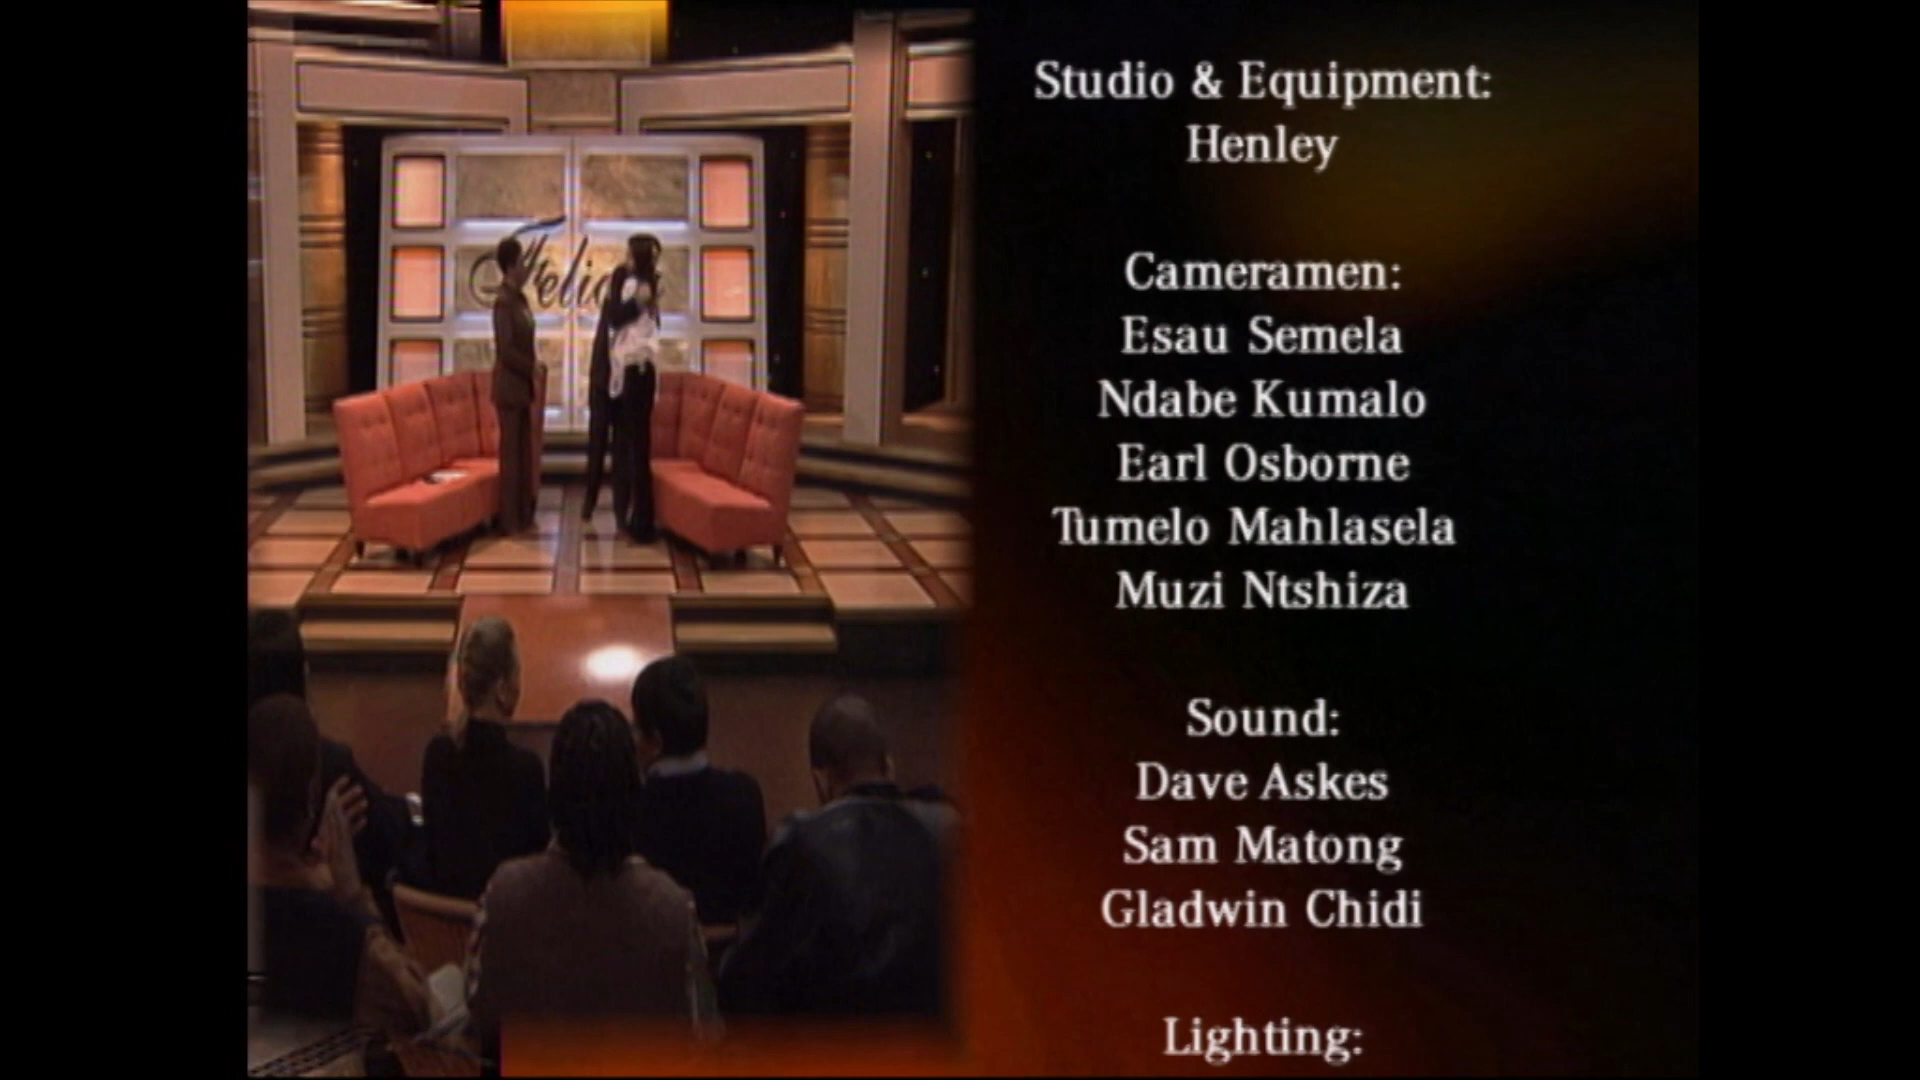 Felicia
Studio & Equipment:
Henley
Cameramen:
Esau Semela
Ndabe Kumalo
Earl Osborne
Tumelo Mahlasela
Muzi Ntshiza
Sound:
Dave Askes
Sam Matong
Gladwin Chidi
Lighting: